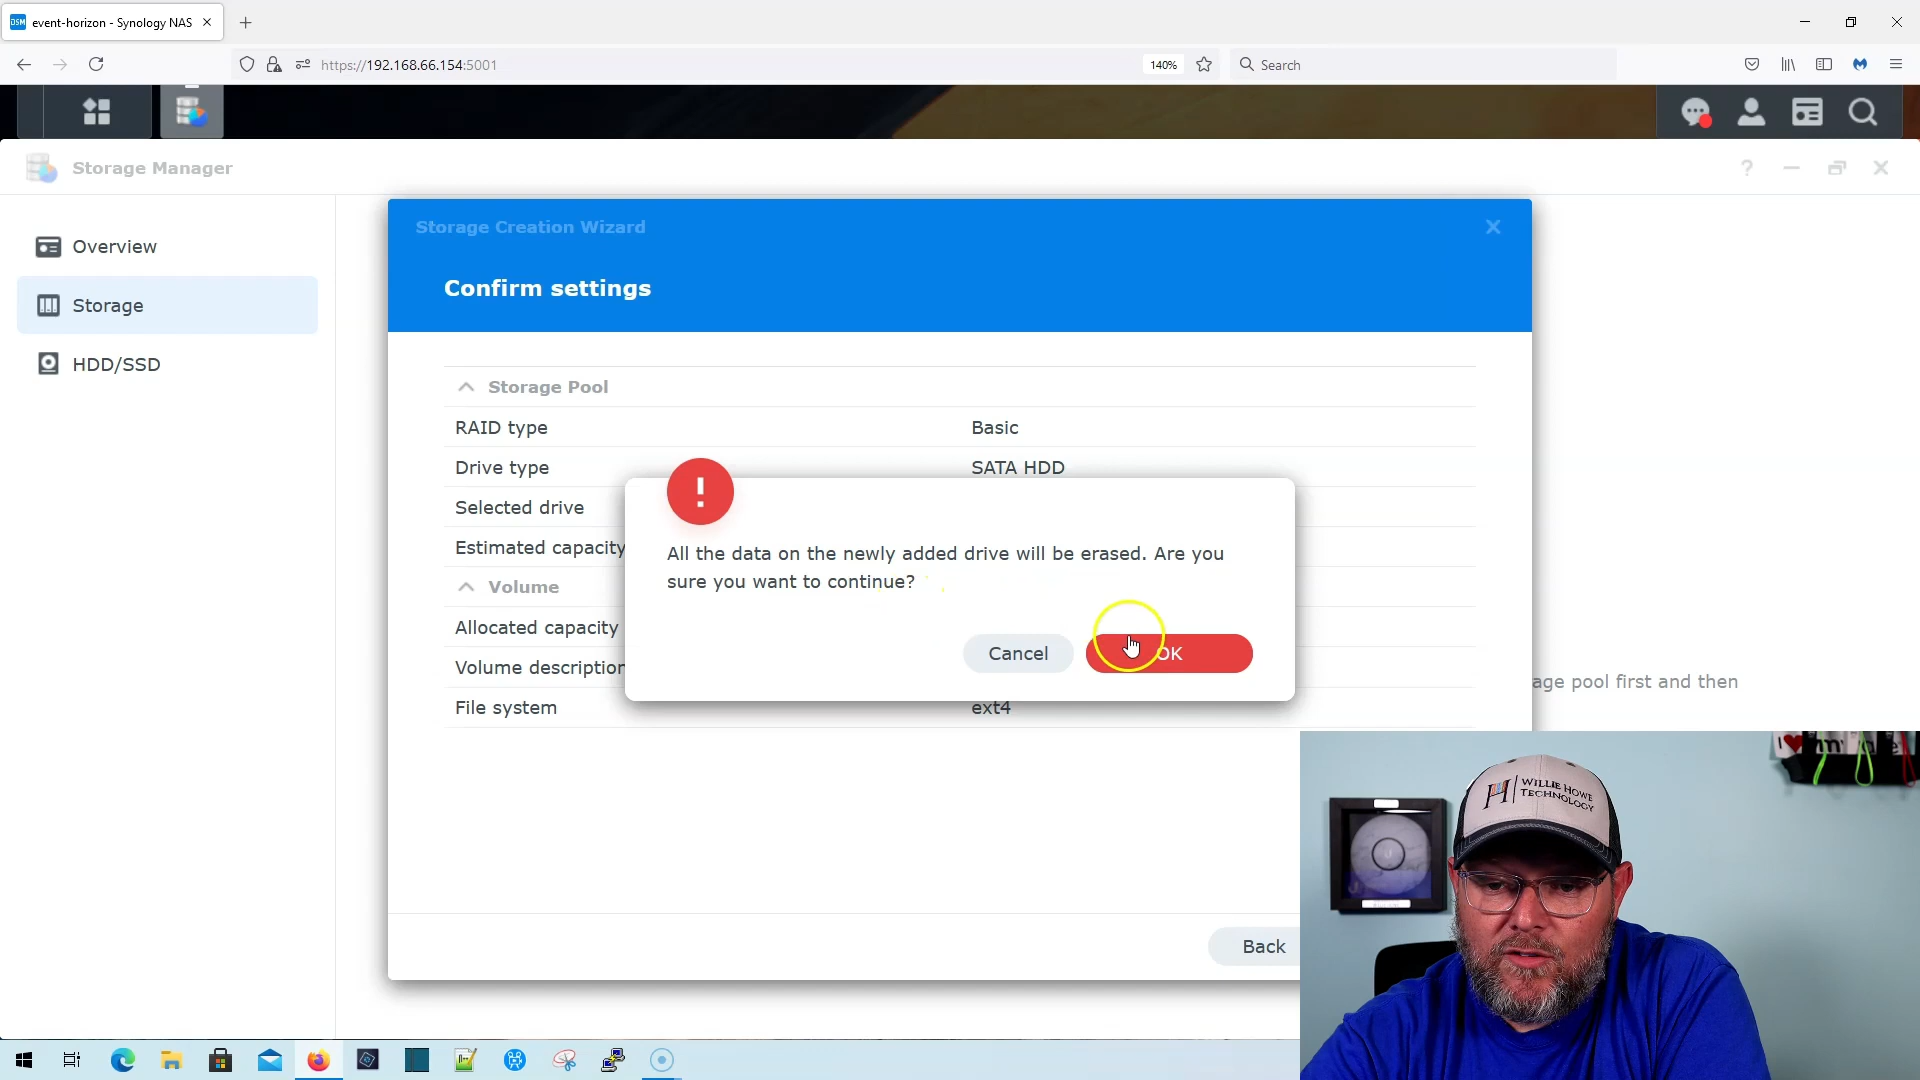 event-horizon - Synology NAS
https://192.168.66.154:5001
140%
Search
Storage Manager
?
Overview
Storage
HDD/SSD
Storage Creation Wizard
Confirm settings
Storage Pool
RAID type Basic
Drive type SATA HDD
Selected drive
Estimated capacity
Volume
Allocated capacity
Volume description
File system ext4
All the data on the newly added drive will be erased. Are you
sure you want to continue?
Cancel OK
age pool first and then
Back
WILLIE HOWE
TECHNOLOGY